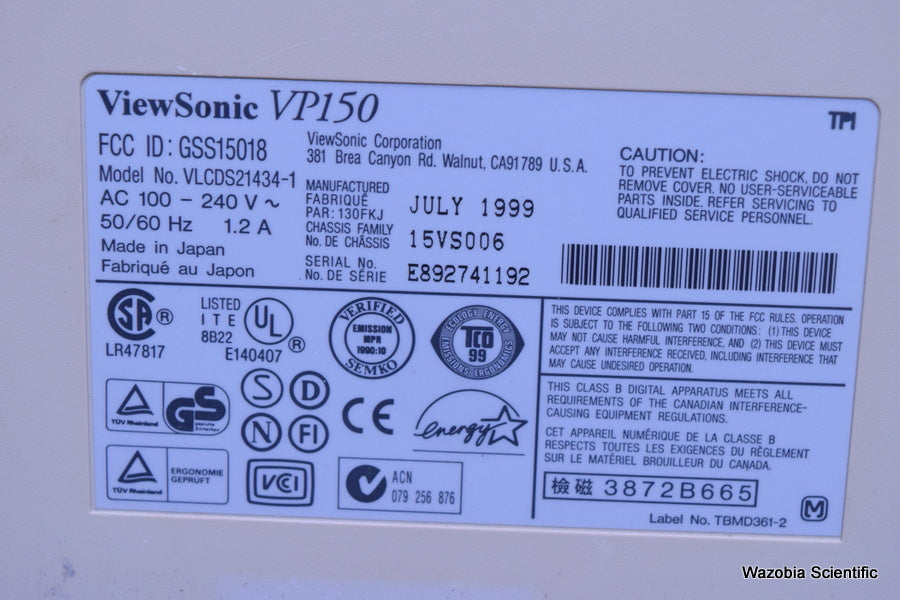 ViewSonic VP150
TPI
FCC ID: GSS15018
Model No. VLCDS21434-1
AC 100 – 240 V ~
50/60 Hz 1.2 A
Made in Japan
Fabriqué au Japon
ViewSonic Corporation
381 Brea Canyon Rd. Walnut, CA91789 U.S.A.
MANUFACTURED
FABRIQUÉ
PAR: 130FKJ
JULY 1999
CHASSIS FAMILY
No. DE CHÂSSIS
15VS006
SERIAL No.
No. DE SÉRIE
E892741192
CAUTION:
TO PREVENT ELECTRIC SHOCK, DO NOT
REMOVE COVER. NO USER-SERVICEABLE
PARTS INSIDE. REFER SERVICING TO
QUALIFIED SERVICE PERSONNEL.
SA ®
LR47817
LISTED
I T E
8B22
UL ®
E140407
VERIFIED
EMISSION
MPR
1990:10
SEMKO
ECOLOGY ENERGY
TCO
99
EMISSIONS ERGONOMICS
TÜV Rheinland
GS
geprüfte
Sicherheit
S D
N FI
CE
energy
TÜV Rheinland
ERGONOMIE
GEPRÜFT
VCI
ACN
079 256 876
THIS DEVICE COMPLIES WITH PART 15 OF THE FCC RULES. OPERATION
IS SUBJECT TO THE FOLLOWING TWO CONDITIONS: (1) THIS DEVICE
MAY NOT CAUSE HARMFUL INTERFERENCE, AND (2) THIS DEVICE MUST
ACCEPT ANY INTERFERENCE RECEIVED, INCLUDING INTERFERENCE THAT
MAY CAUSE UNDESIRED OPERATION.
THIS CLASS B DIGITAL APPARATUS MEETS ALL
REQUIREMENTS OF THE CANADIAN INTERFERENCE-
CAUSING EQUIPMENT REGULATIONS.
CET APPAREIL NUMÉRIQUE DE LA CLASSE B
RESPECTS TOUTES LES EXIGENCES DU RÈGLEMENT
SUR LE MATÉRIEL BROUILLEUR DU CANADA.
檢磁 3872B665
M
Label No. TBMD361-2
Wazobia Scientific